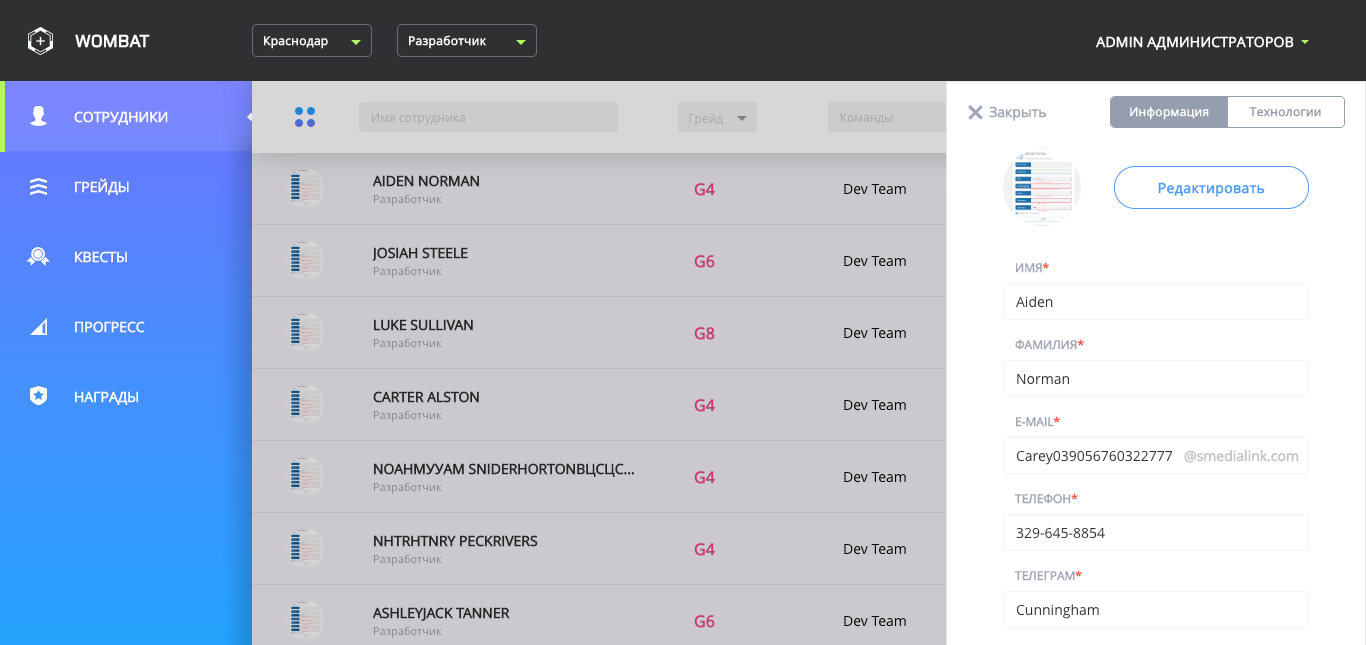 WOMBAT
Краснодар
Разработчик
ADMIN АДМИНИСТРАТОРОВ
СОТРУДНИКИ
ГРЕЙДЫ
КВЕСТЫ
ПРОГРЕСС
НАГРАДЫ
Имя сотрудника
Грейд
Команды
AIDEN NORMAN
Разработчик
G4
Dev Team
JOSIAH STEELE
Разработчик
G6
Dev Team
LUKE SULLIVAN
Разработчик
G8
Dev Team
CARTER ALSTON
Разработчик
G4
Dev Team
NOAHМУУАМ SNIDERHORTONВЦСЦС...
Разработчик
G4
Dev Team
NHTRHTNRY PECKRIVERS
Разработчик
G4
Dev Team
ASHLEYJACK TANNER
Разработчик
G6
Dev Team
Закрыть
Информация
Технологии
Редактировать
ИМЯ*
Aiden
ФАМИЛИЯ*
Norman
E-MAIL*
Carey039056760322777 @smedialink.com
ТЕЛЕФОН*
329-645-8854
ТЕЛЕГРАМ*
Cunningham